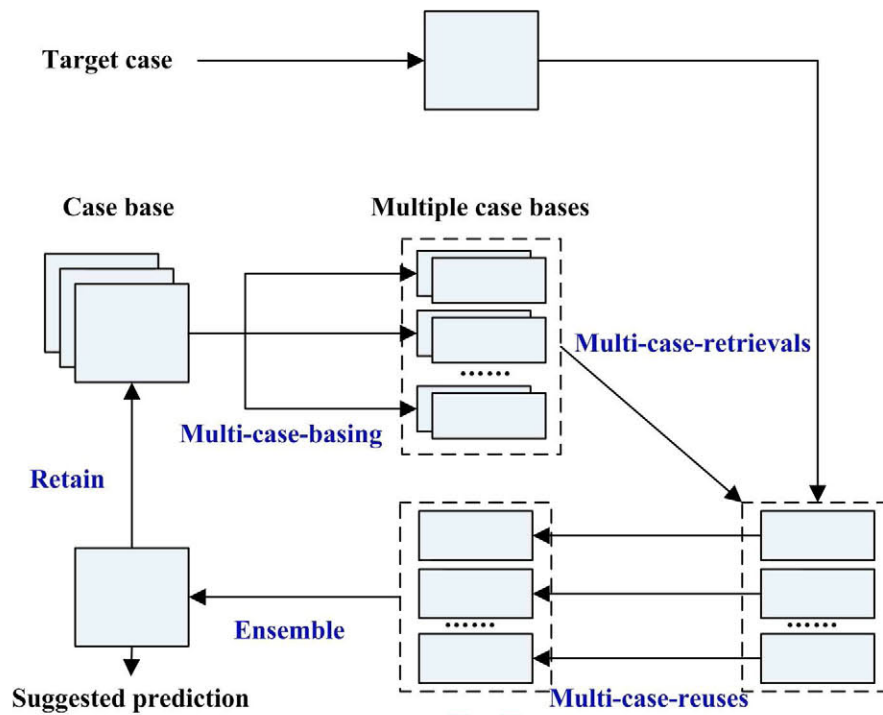 Target case
Case base
Multiple case bases
Multi-case-retrievals
Multi-case-basing
Retain
Ensemble
Suggested prediction
Multi-case-reuses